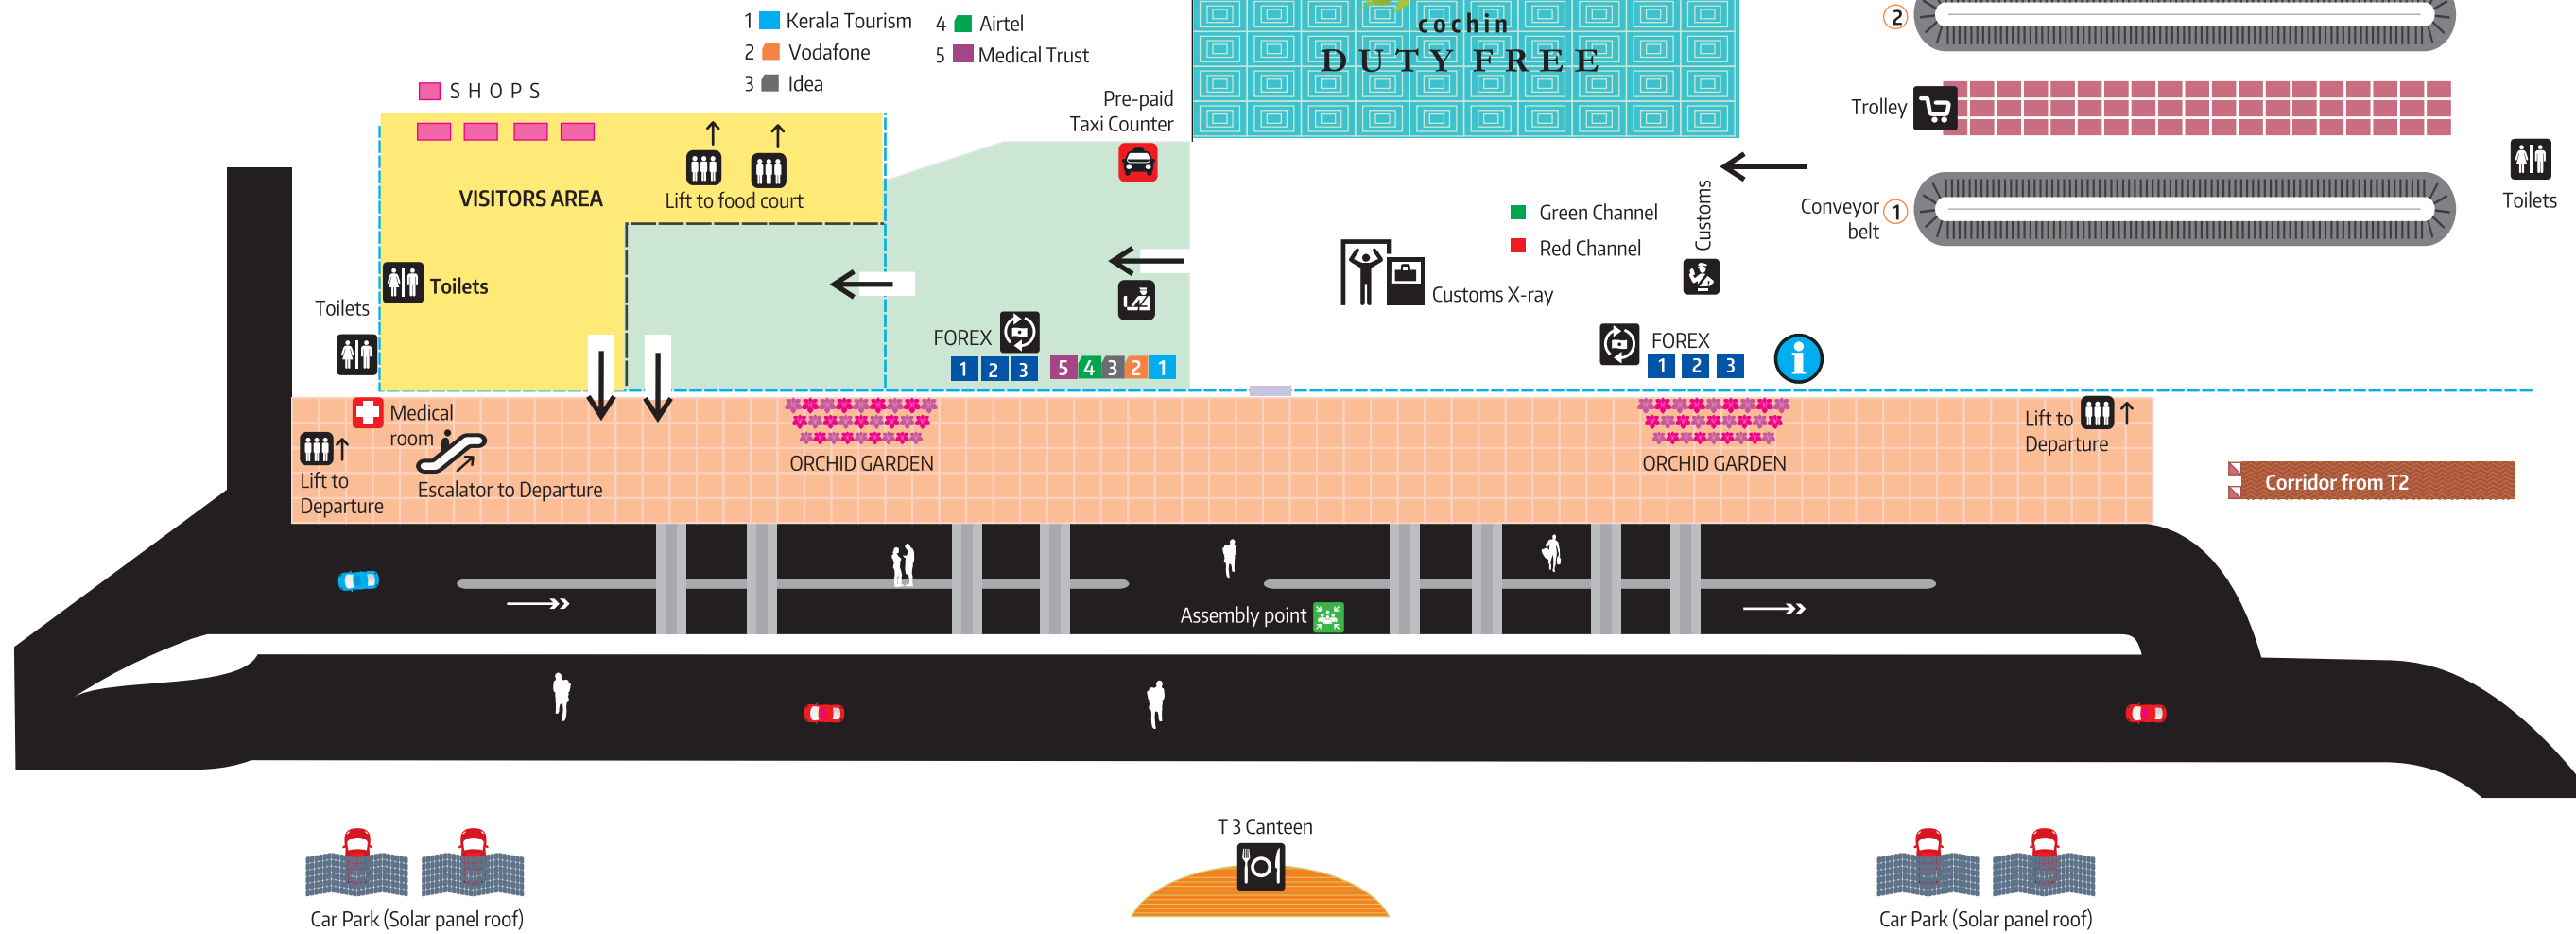 1 Kerala Tourism
2 Vodafone
3 Idea
4 Airtel
5 Medical Trust
cochin
DUTY FREE
2
SHOPS
Pre-paid
Taxi Counter
Trolley
VISITORS AREA
Lift to food court
Customs
Green Channel
Red Channel
Conveyor
belt
1
Toilets
Toilets
Toilets
Customs X-ray
FOREX
1 2 3
5 4 3 2 1
FOREX
1 2 3
i
Medical
room
Lift to
Departure
Escalator to Departure
ORCHID GARDEN
ORCHID GARDEN
Lift to
Departure
Corridor from T2
Assembly point
T 3 Canteen
Car Park (Solar panel roof)
Car Park (Solar panel roof)